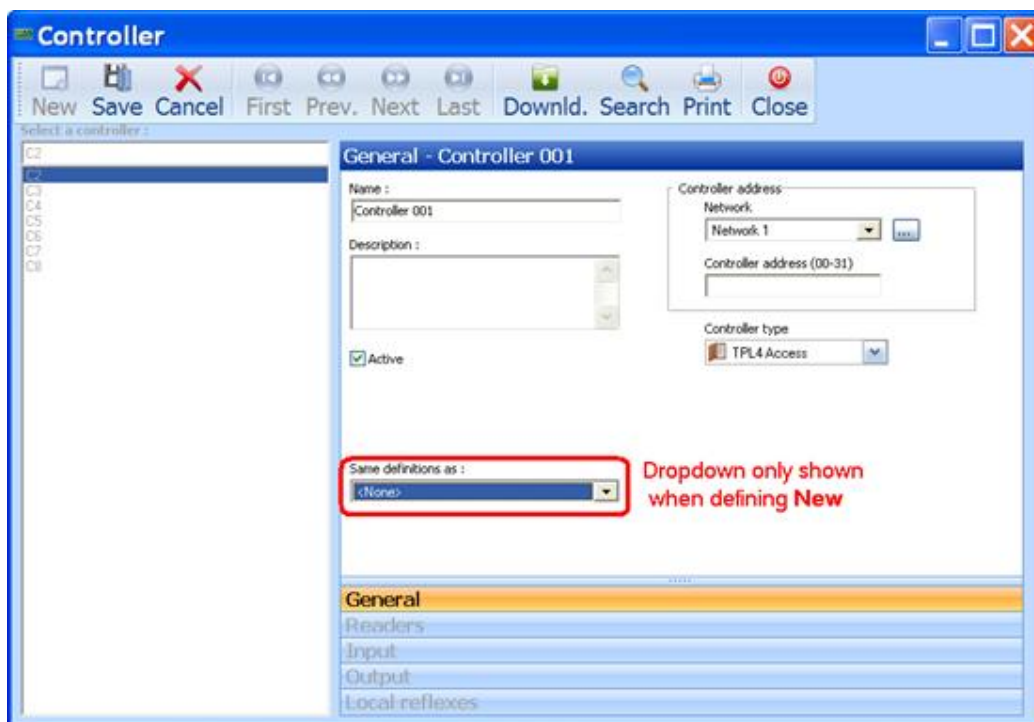 Controller
New Save Cancel First Prev. Next Last Downld. Search Print Close
Select a controller :
C2
C2
C3
C4
C5
C6
C7
C8
General - Controller 001
Name :
Controller 001
Description :
Active
Controller address
Network
Network 1
...
Controller address (00-31)
Controller type
TPL4 Access
Same definitions as :
<None>
Dropdown only shown
when defining New
General
Readers
Input
Output
Local reflexes